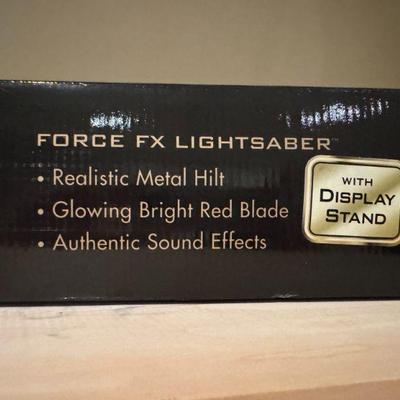 FORCE FX LIGHTSABER™
• Realistic Metal Hilt
• Glowing Bright Red Blade
• Authentic Sound Effects
WITH
DISPLAY
STAND